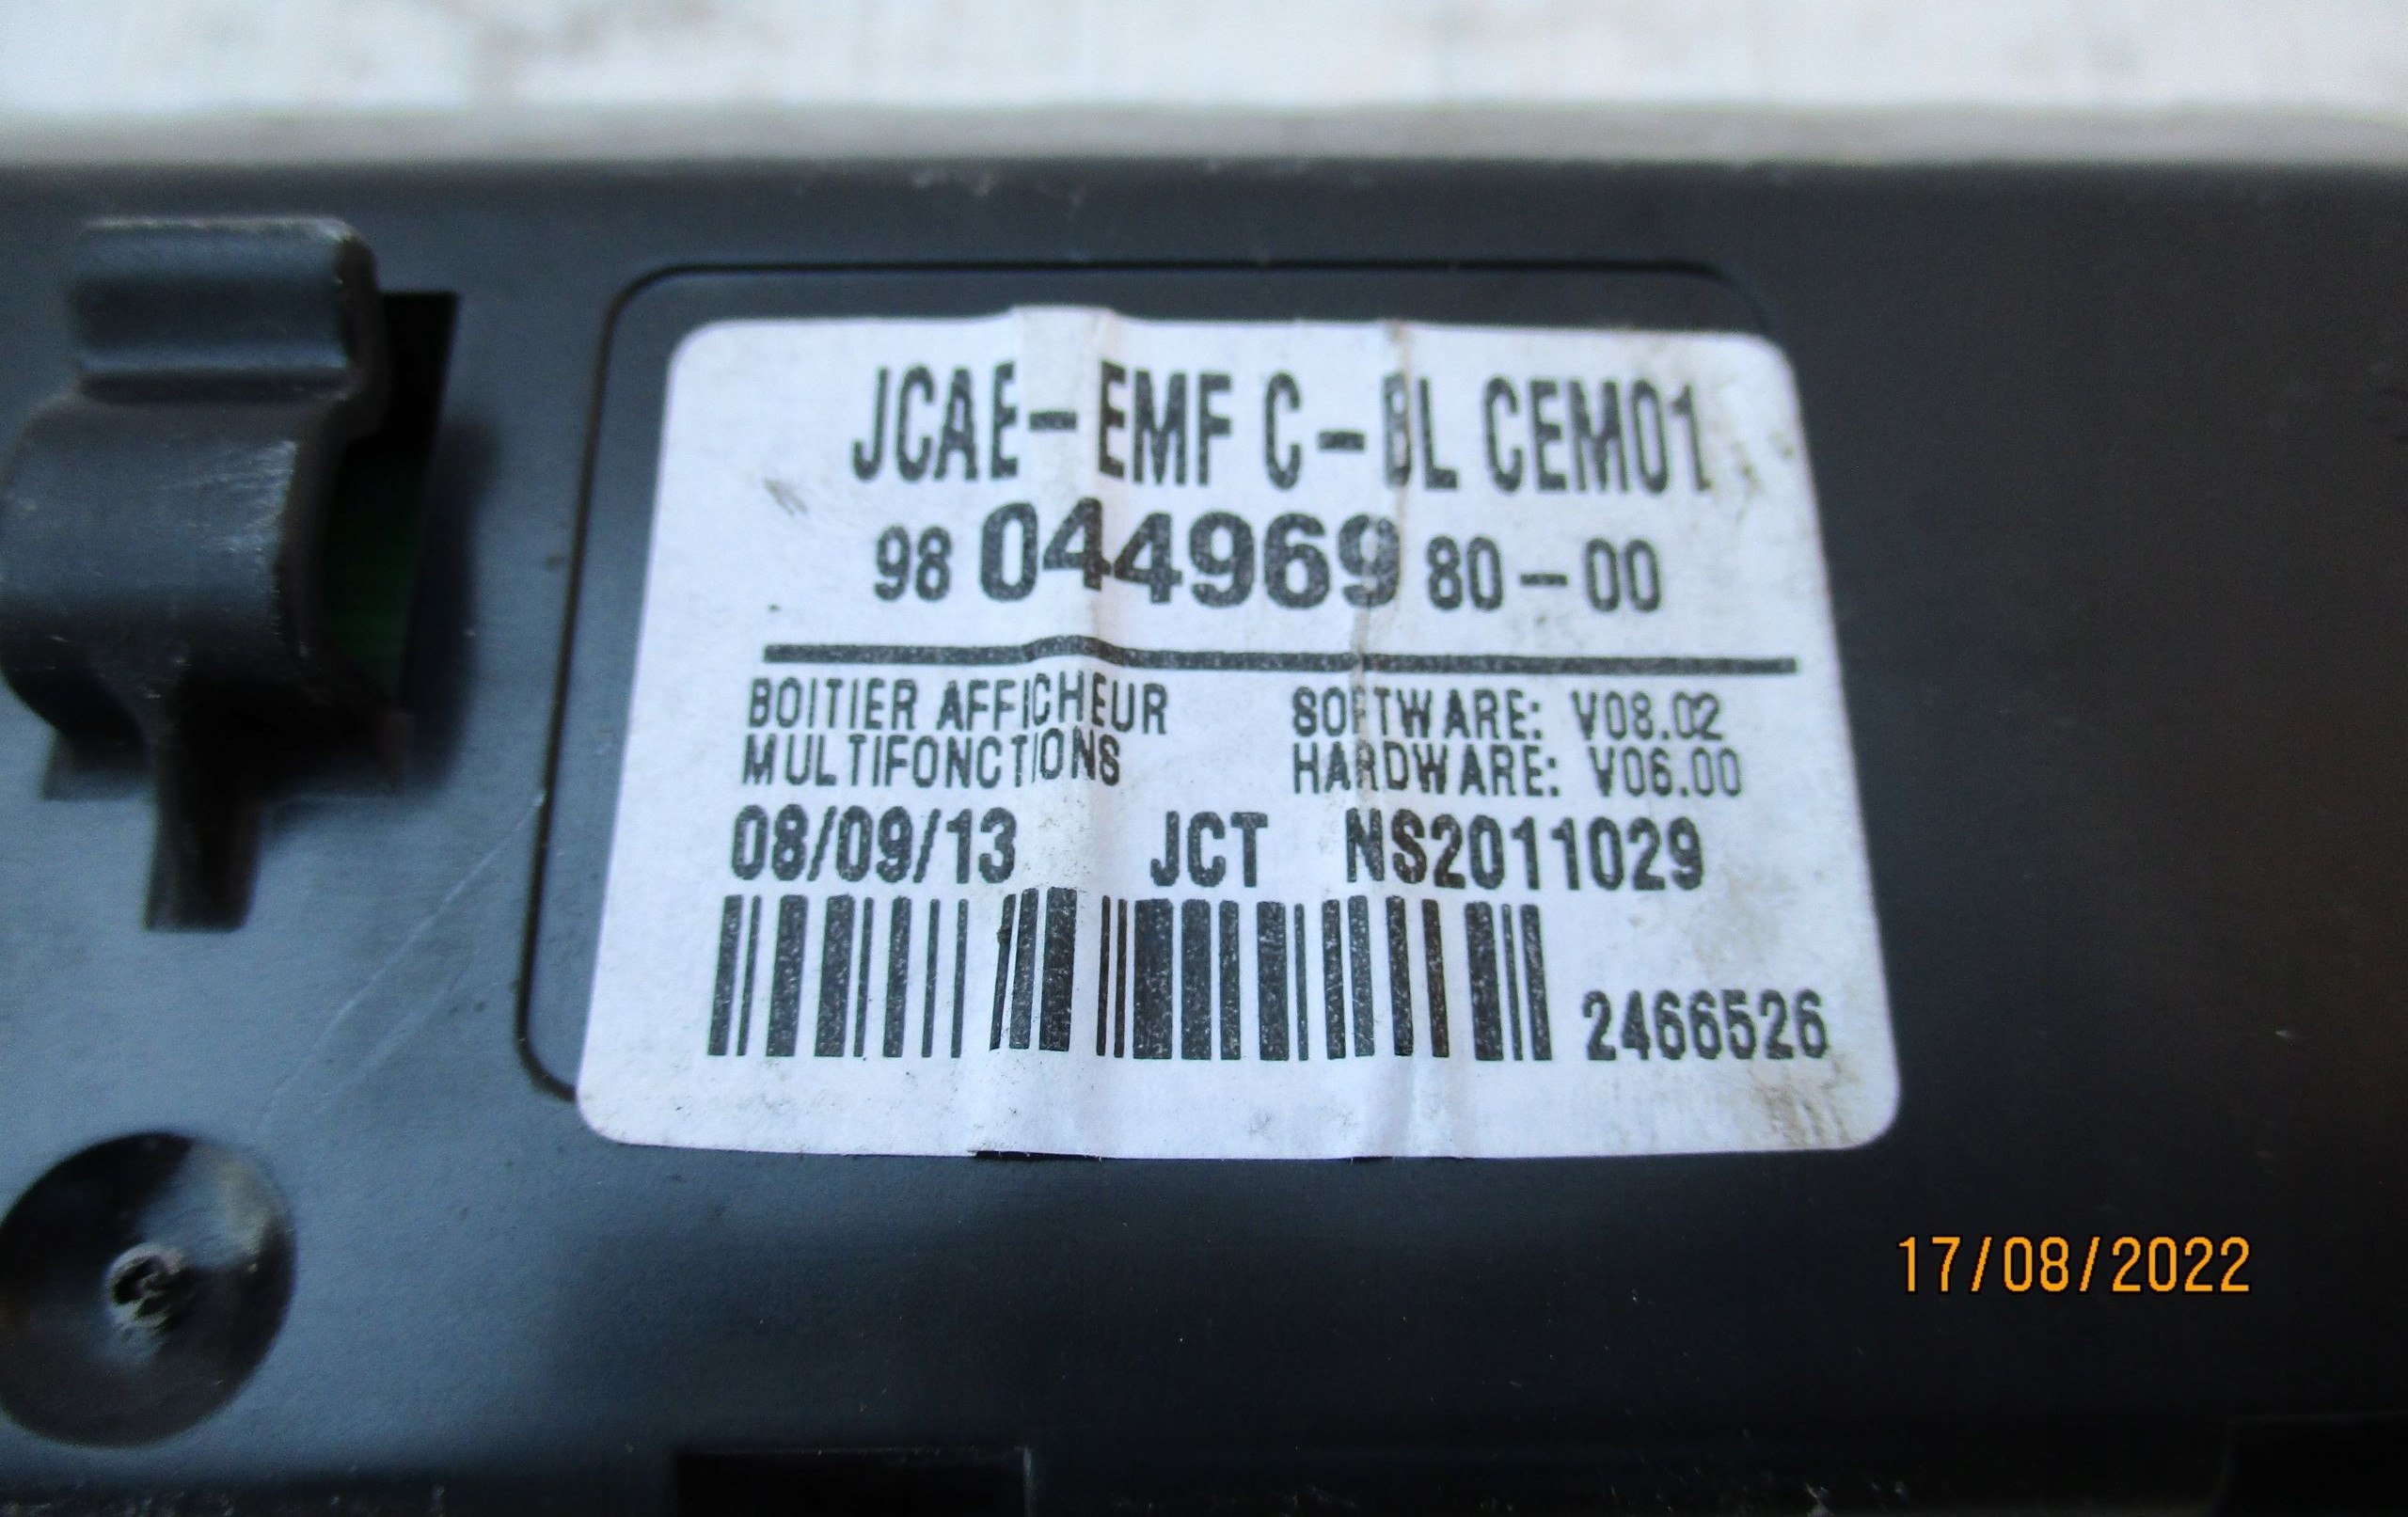 JCAE-EMF C-BL CEM01
98 044969 80-00
BOITIER AFFICHEUR
MULTIFONCTIONS
SOFTWARE: V08.02
HARDWARE: V06.00
08/09/13 JCT NS2011029
2466526
17/08/2022